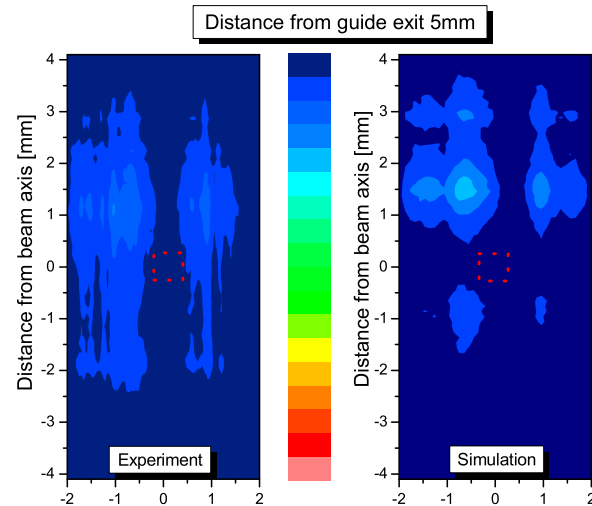 Distance from guide exit 5mm
Distance from beam axis [mm]
4
3
2
1
0
-1
-2
-3
-4
Experiment
-2 -1 0 1 2
Distance from beam axis [mm]
4
3
2
1
0
-1
-2
-3
-4
Simulation
-2 -1 0 1 2